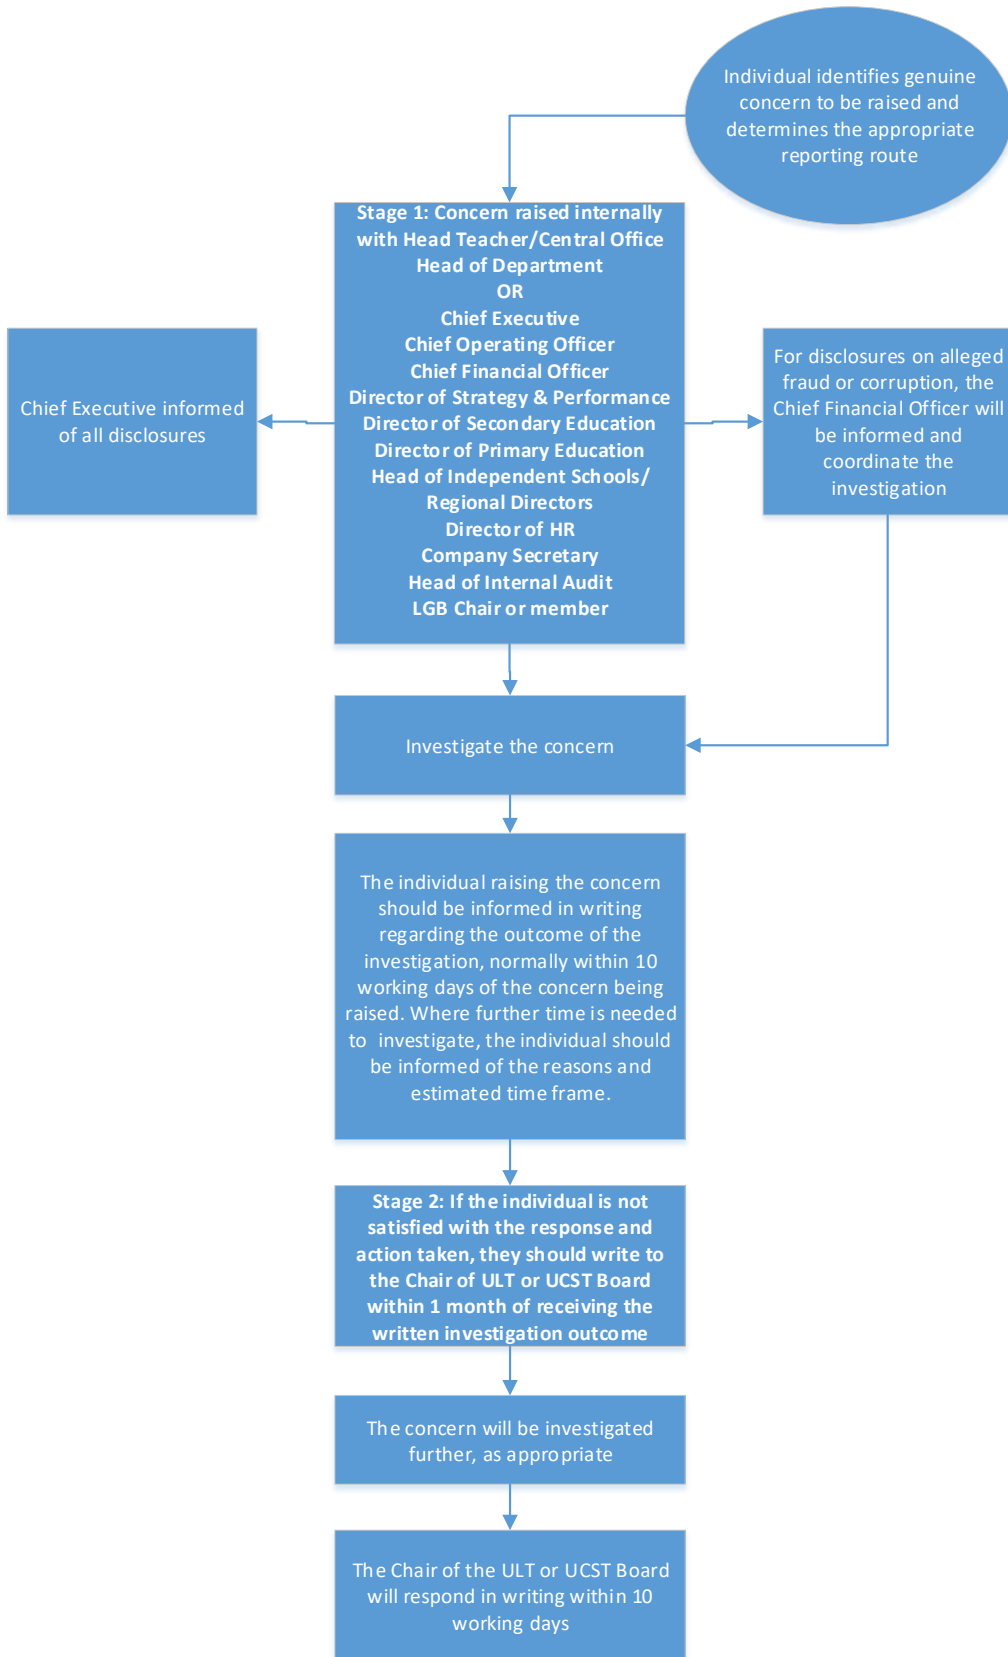 Individual identifies genuine
concern to be raised and
determines the appropriate
reporting route
Stage 1: Concern raised internally
with Head Teacher/Central Office
Head of Department
OR
Chief Executive
Chief Operating Officer
Chief Financial Officer
Director of Strategy & Performance
Director of Secondary Education
Director of Primary Education
Head of Independent Schools/
Regional Directors
Director of HR
Company Secretary
Head of Internal Audit
LGB Chair or member
Chief Executive informed
of all disclosures
For disclosures on alleged
fraud or corruption, the
Chief Financial Officer will
be informed and
coordinate the
investigation
Investigate the concern
The individual raising the concern
should be informed in writing
regarding the outcome of the
investigation, normally within 10
working days of the concern being
raised. Where further time is needed
to investigate, the individual should
be informed of the reasons and
estimated time frame.
Stage 2: If the individual is not
satisfied with the response and
action taken, they should write to
the Chair of ULT or UCST Board
within 1 month of receiving the
written investigation outcome
The concern will be investigated
further, as appropriate
The Chair of the ULT or UCST Board
will respond in writing within 10
working days